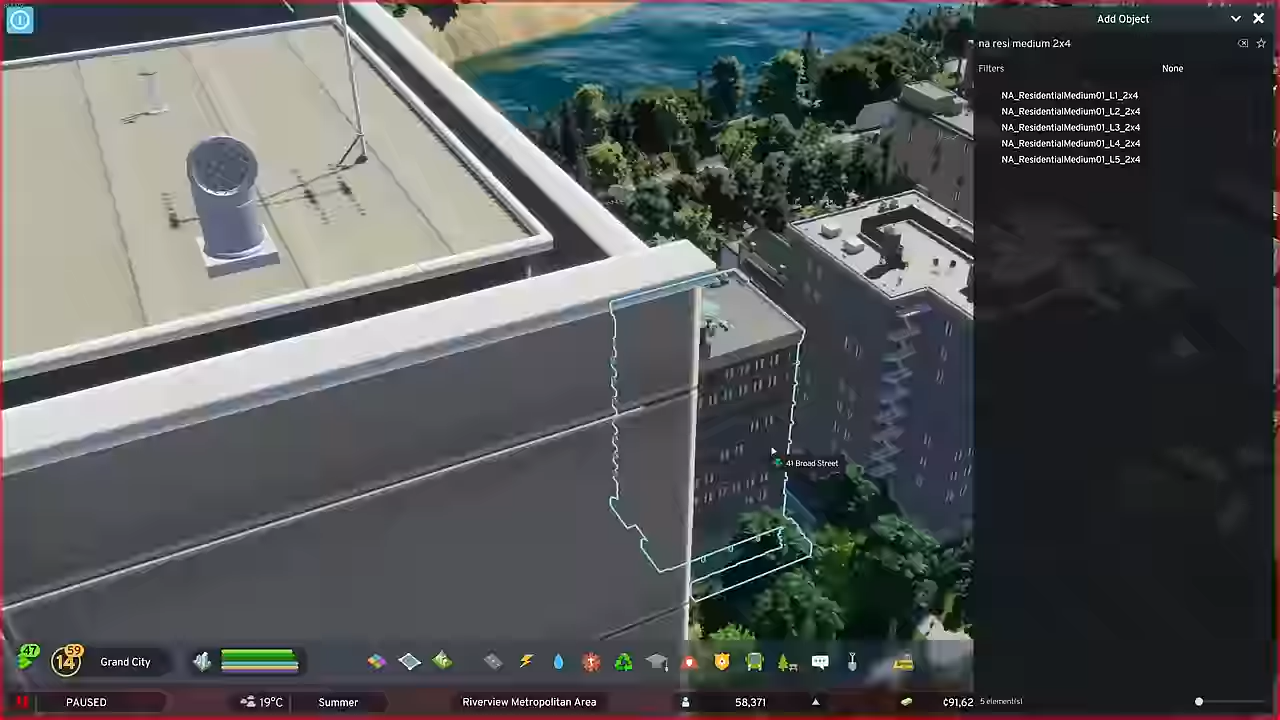 Add Object
na resi medium 2x4
Filters
None
NA_ResidentialMedium01_L1_2x4
NA_ResidentialMedium01_L2_2x4
NA_ResidentialMedium01_L3_2x4
NA_ResidentialMedium01_L4_2x4
NA_ResidentialMedium01_L5_2x4
41 Broad Street
47
59
14
Grand City
PAUSED
19°C
Summer
Riverview Metropolitan Area
58,371
¢91,62
5 element(s)